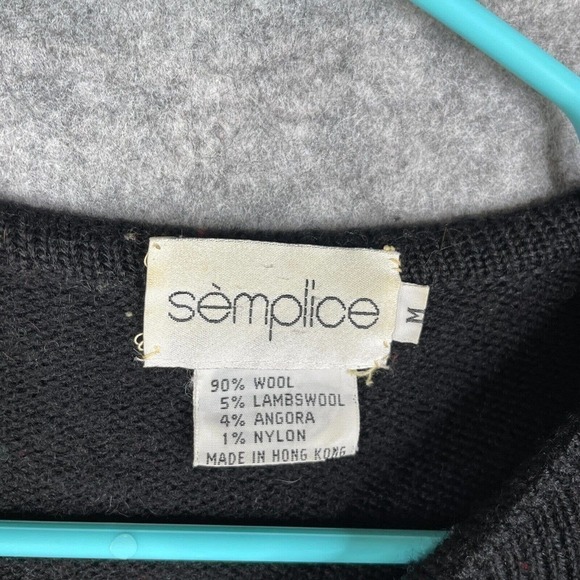 sèmplice
M
90% WOOL
5% LAMBSWOOL
4% ANGORA
1% NYLON
MADE IN HONG KONG